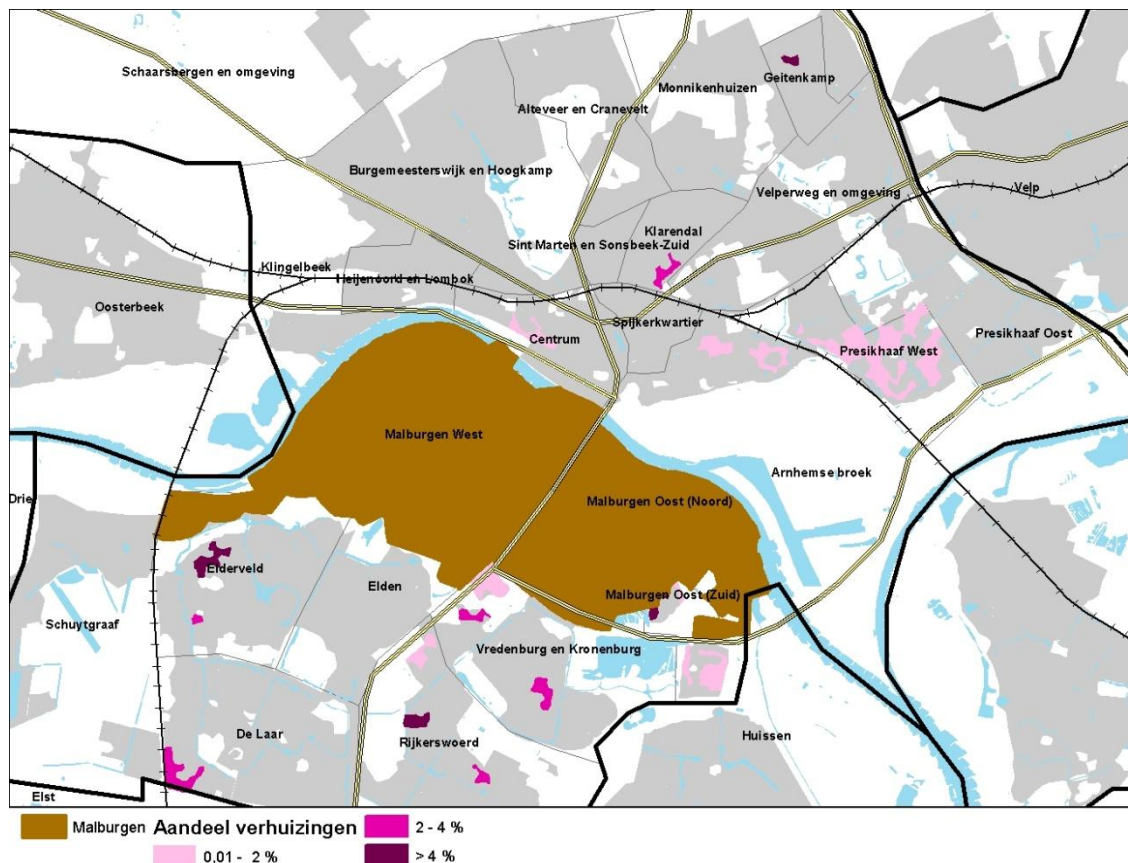 Schaarsbergen en omgeving
Geitenkamp
Monnikenhuizen
Alteveer en Cranevelt
Burgemeesterswijk en Hoogkamp
Velperweg en omgeving
Velp
Klarendal
Sint Marten en Sonsbeek-Zuid
Klingelbeek
Heijenoord en Lombok
Oosterbeek
Spijkerkwartier
Centrum
Presikhaaf Oost
Presikhaaf West
Malburgen West
Arnhemse broek
Driel
Malburgen Oost (Noord)
Elderveld
Elden
Malburgen Oost (Zuid)
Schuytgraaf
Vredenburg en Kronenburg
De Laar
Rijkerswoerd
Huissen
Elst
Malburgen Aandeel verhuizingen 2 - 4 %
0.01 - 2 % > 4 %